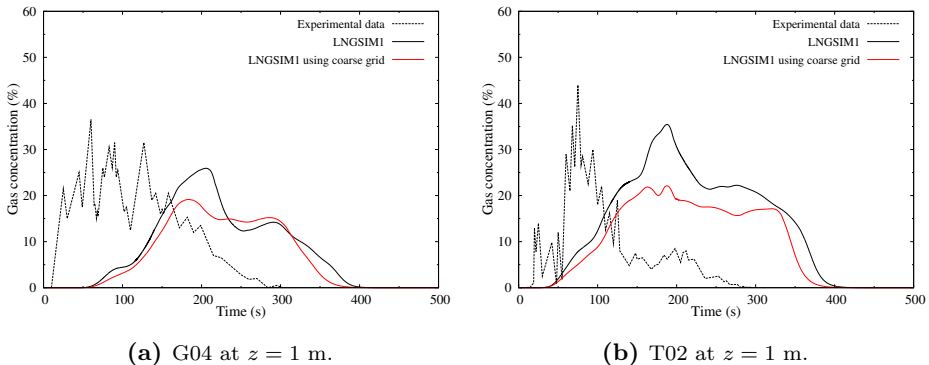 60
50
40
30
20
10
0
Gas concentration (%)
0 100 200 300 400 500
Time (s)
Experimental data
LNGSIM1
LNGSIM1 using coarse grid
(a) G04 at z = 1 m.
60
50
40
30
20
10
0
Gas concentration (%)
0 100 200 300 400 500
Time (s)
Experimental data
LNGSIM1
LNGSIM1 using coarse grid
(b) T02 at z = 1 m.